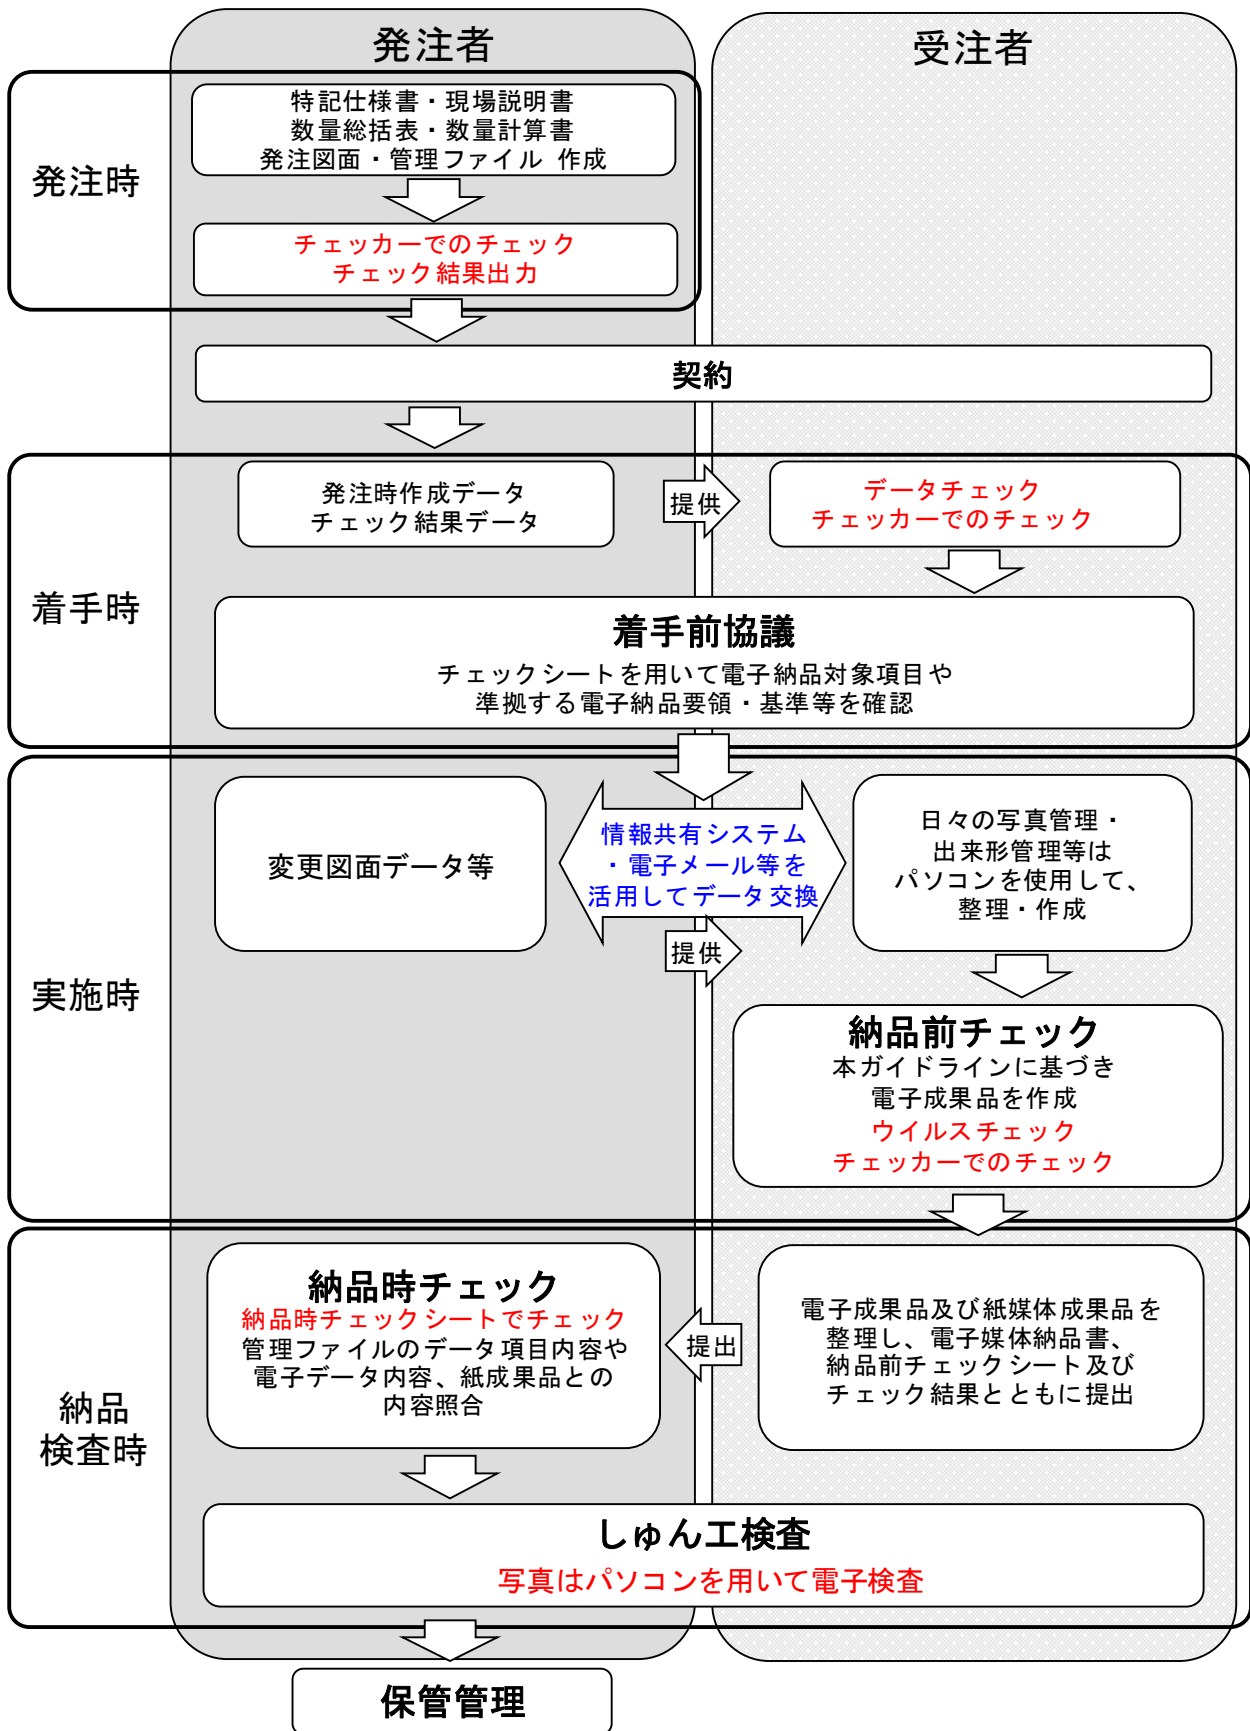 発注者
受注者
発注時
特記仕様書・現場説明書
数量総括表・数量計算書
発注図面・管理ファイル 作成
チェッカーでのチェック
チェック結果出力
契約
着手時
発注時作成データ
チェック結果データ
提供
データチェック
チェッカーでのチェック
着手前協議
チェックシートを用いて電子納品対象項目や
準拠する電子納品要領・基準等を確認
実施時
変更図面データ等
情報共有システム
・電子メール等を
活用してデータ交換
提供
日々の写真管理・
出来形管理等は
パソコンを使用して、
整理・作成
納品前チェック
本ガイドラインに基づき
電子成果品を作成
ウイルスチェック
チェッカーでのチェック
納品
検査時
納品時チェック
納品時チェックシートでチェック
管理ファイルのデータ項目内容や
電子データ内容、紙成果品との
内容照合
提出
電子成果品及び紙媒体成果品を
整理し、電子媒体納品書、
納品前チェックシート及び
チェック結果とともに提出
しゅん工検査
写真はパソコンを用いて電子検査
保管管理